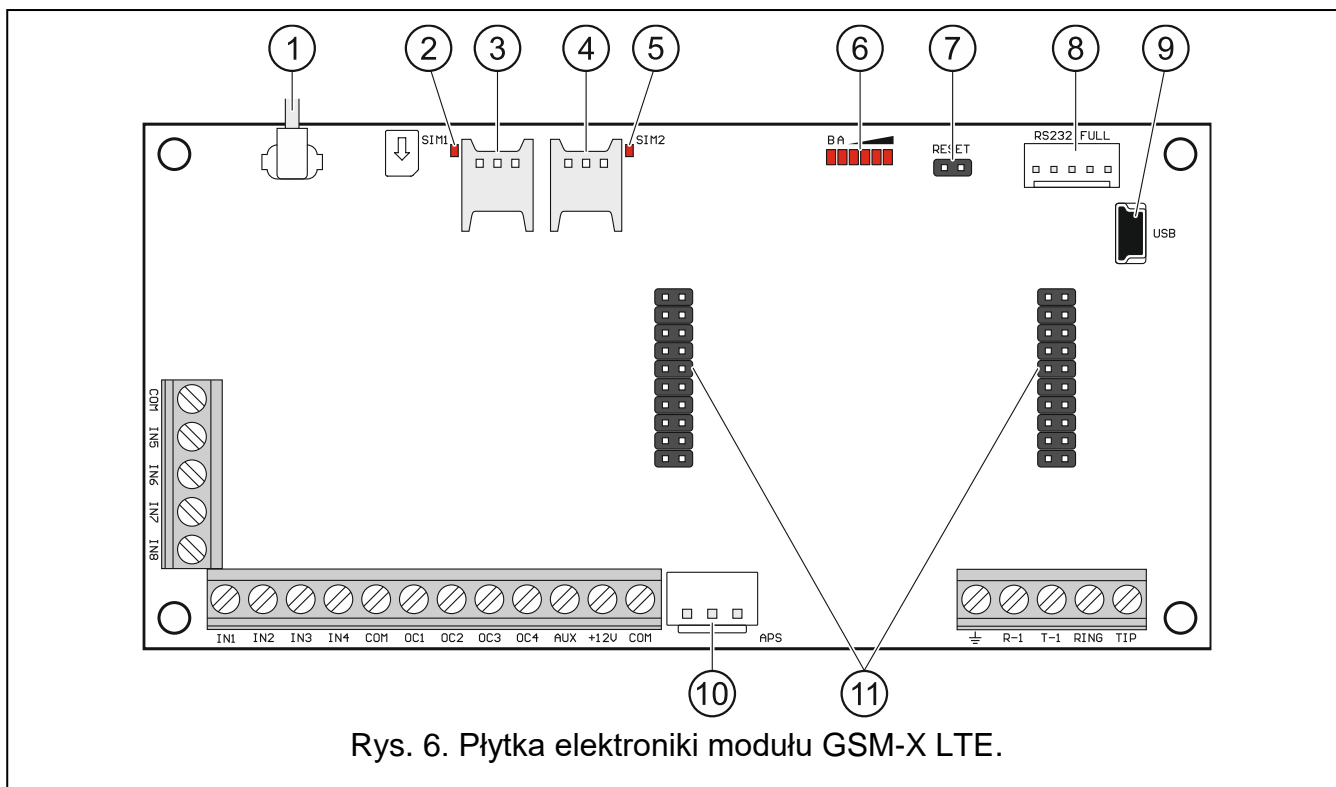 1 2 3 4 5 6 7 8 9
SIM1 SIM2 BA RESET RS232 FULL
USB
COM
IN5
IN6
IN7
IN8
IN1 IN2 IN3 IN4 COM OC1 OC2 OC3 OC4 AUX +12V COM APS R-1 T-1 RING TIP
10 11
Rys. 6. Płytka elektroniki modułu GSM-X LTE.